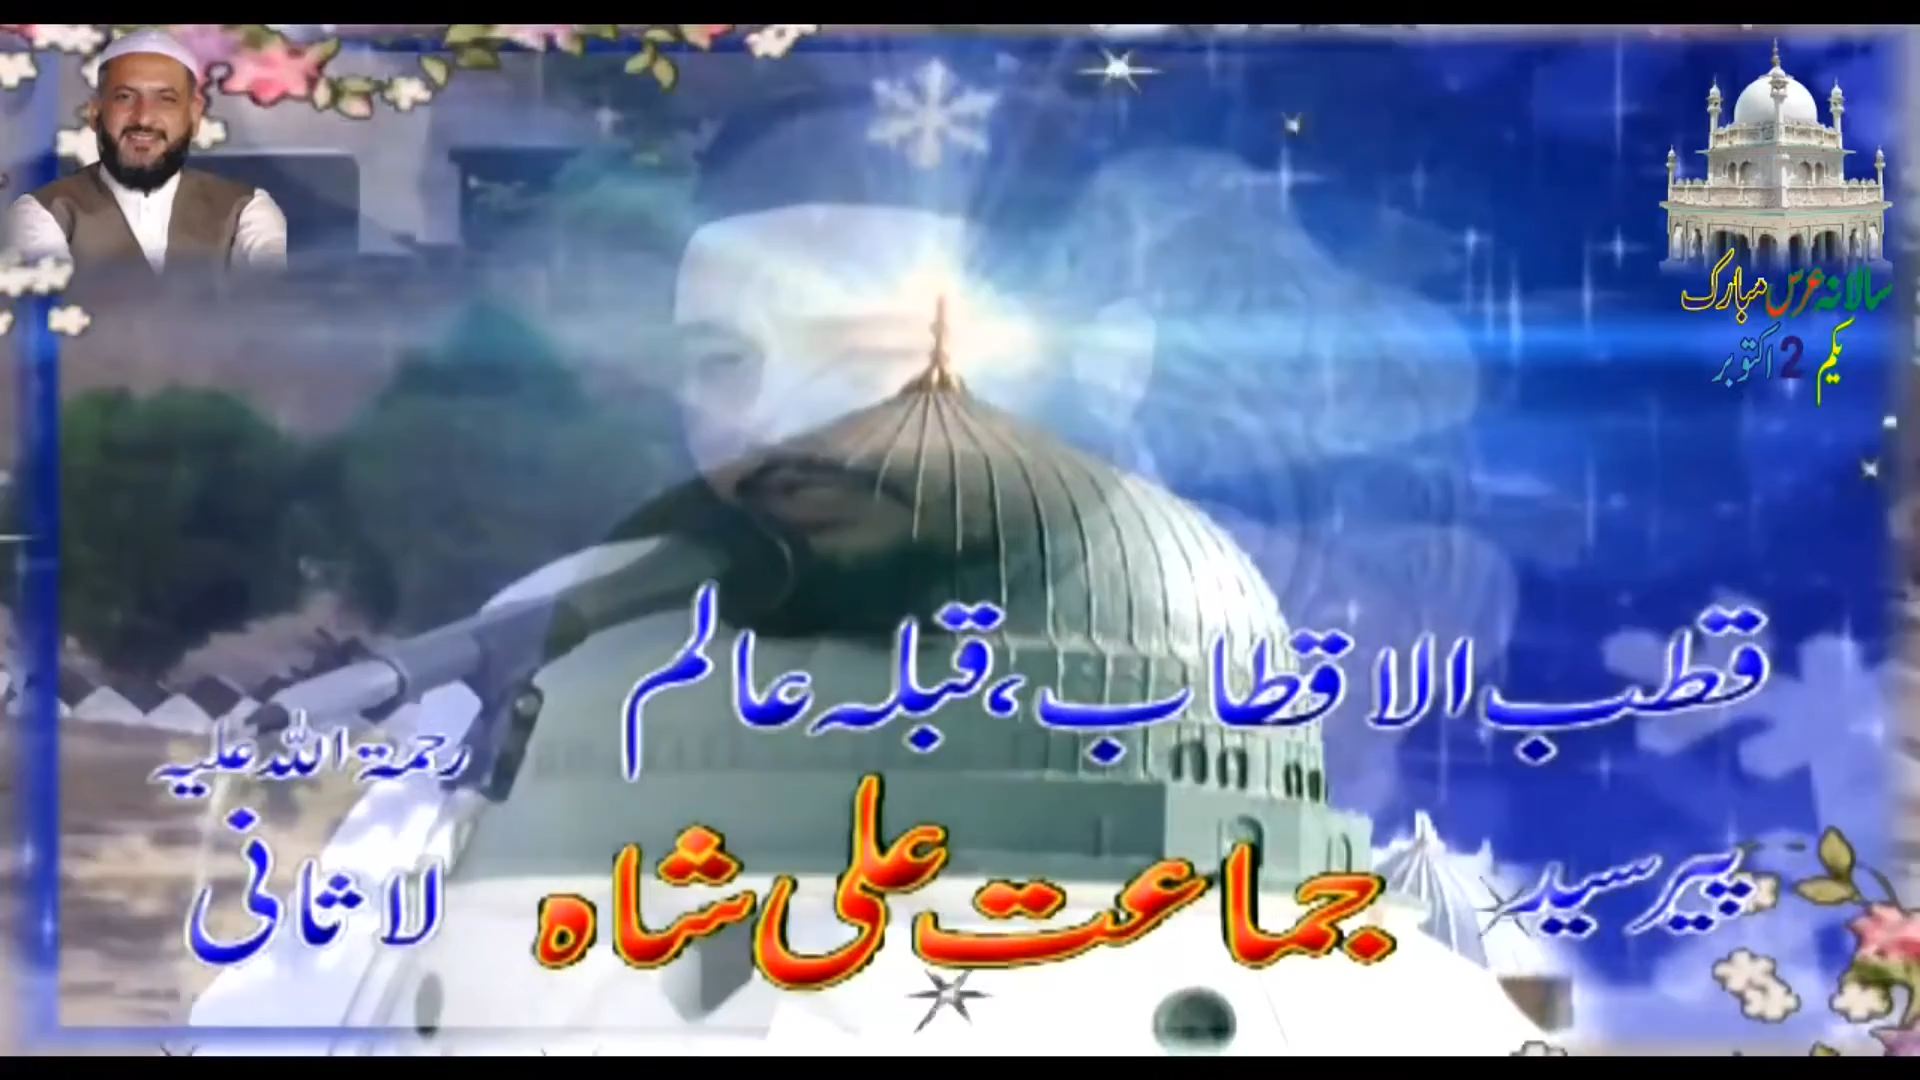 سالانہ عرس مبارک
یکم 2 اکتوبر
قطب الاقطاب، قبلہ عالم
پیر سید جماعت علی شاہ لاثانی رحمۃ اللہ علیہ